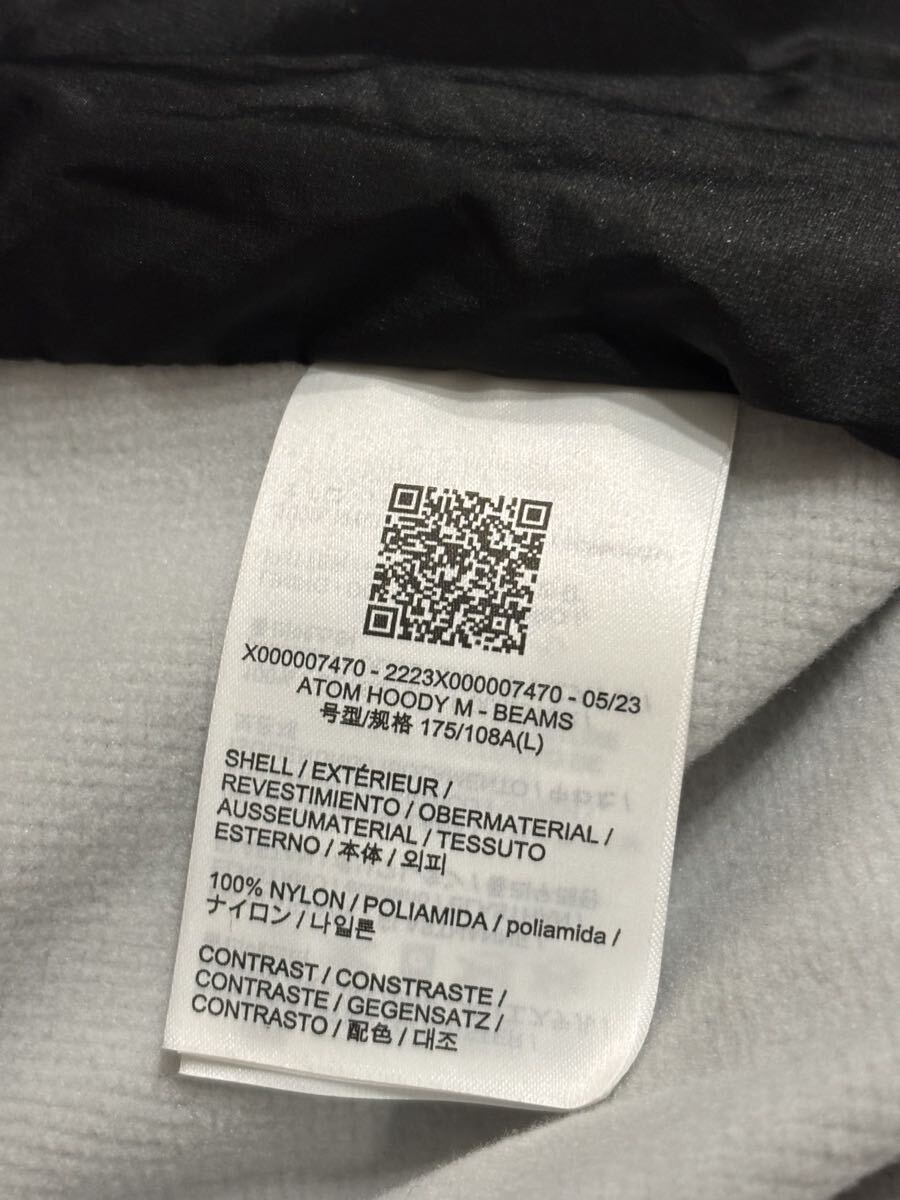 X000007470 - 2223X000007470 - 05/23
ATOM HOODY M - BEAMS
号型/规格 175/108A(L)
SHELL / EXTÉRIEUR /
REVESTIMIENTO / OBERMATERIAL /
AUSSEUMATERIAL / TESSUTO
ESTERNO / 本体 / 외피
100% NYLON / POLIAMIDA / poliamida /
ナイロン / 나일론
CONTRAST / CONSTRASTE /
CONTRASTE / GEGENSATZ /
CONTRASTO / 配色 / 대조